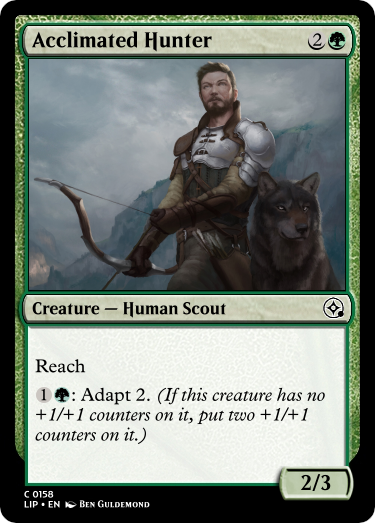 Acclimated Hunter 2
Creature — Human Scout
Reach
1 : Adapt 2. (If this creature has no
+1/+1 counters on it, put two +1/+1
counters on it.)
2/3
C 0158
LIP • EN Ben Guldemond